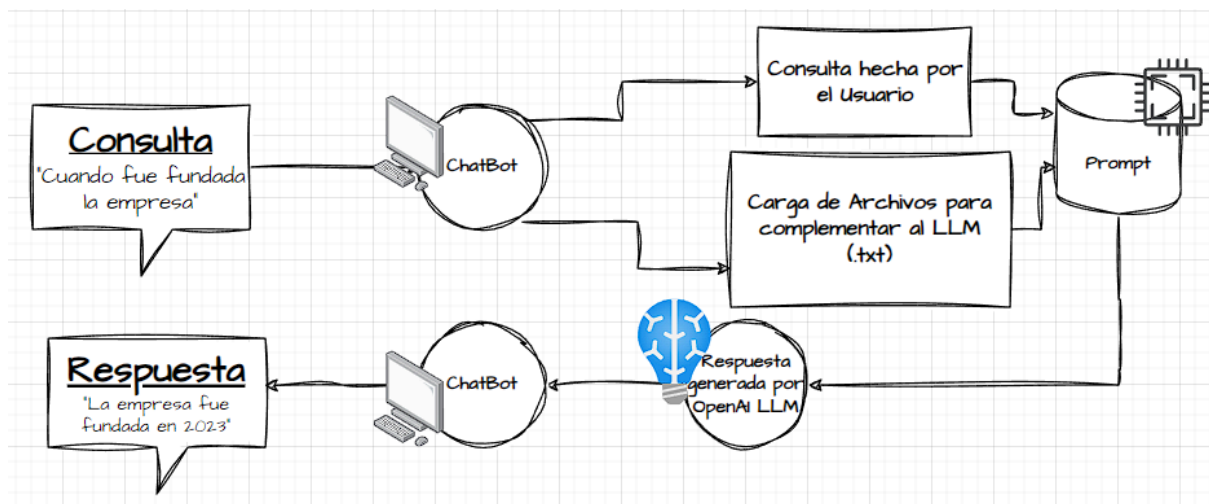 Consulta
"Cuando fue fundada
la empresa"
ChatBot
Consulta hecha por
el Usuario
Carga de Archivos para
complementar al LLM
(.txt)
Prompt
Respuesta
generada por
OpenAI LLM
ChatBot
Respuesta
"La empresa fue
fundada en 2023"